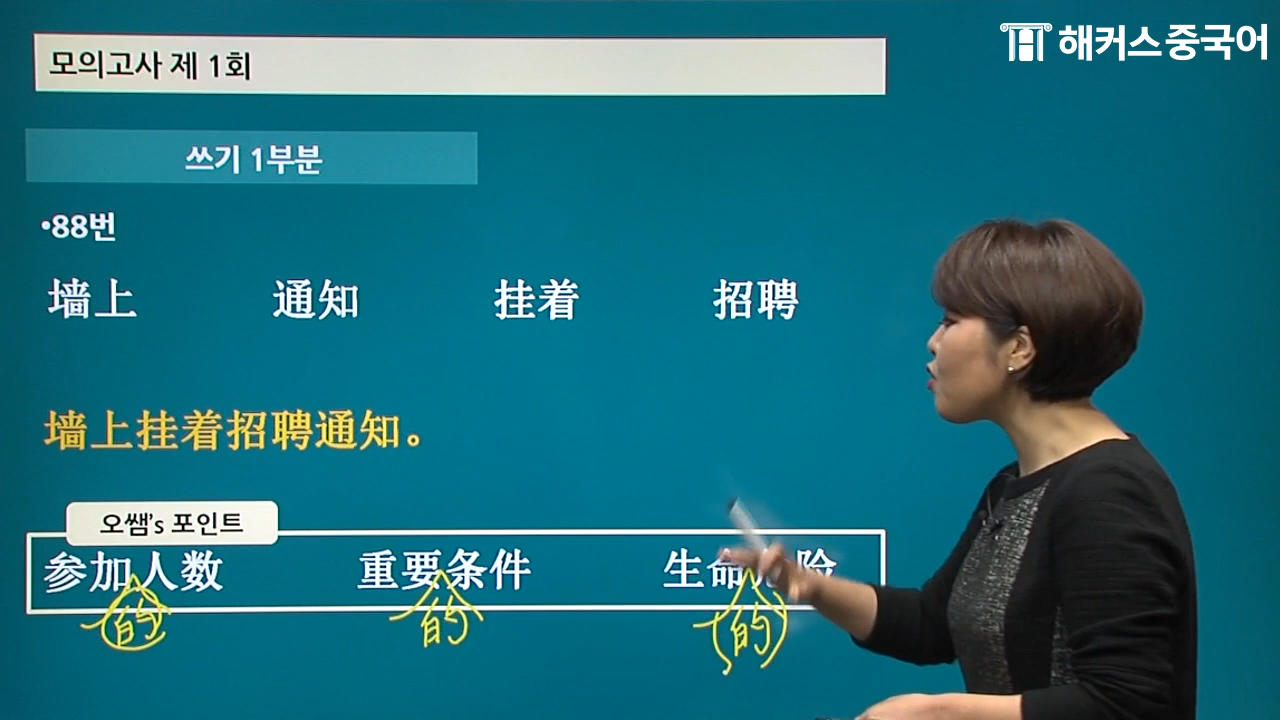 해커스중국어
모의고사 제 1회
쓰기 1부분
•88번
墙上 通知 挂着 招聘
墙上挂着招聘通知。
오쌤's 포인트
参加人数 重要条件 生命 险
的 的 (的)